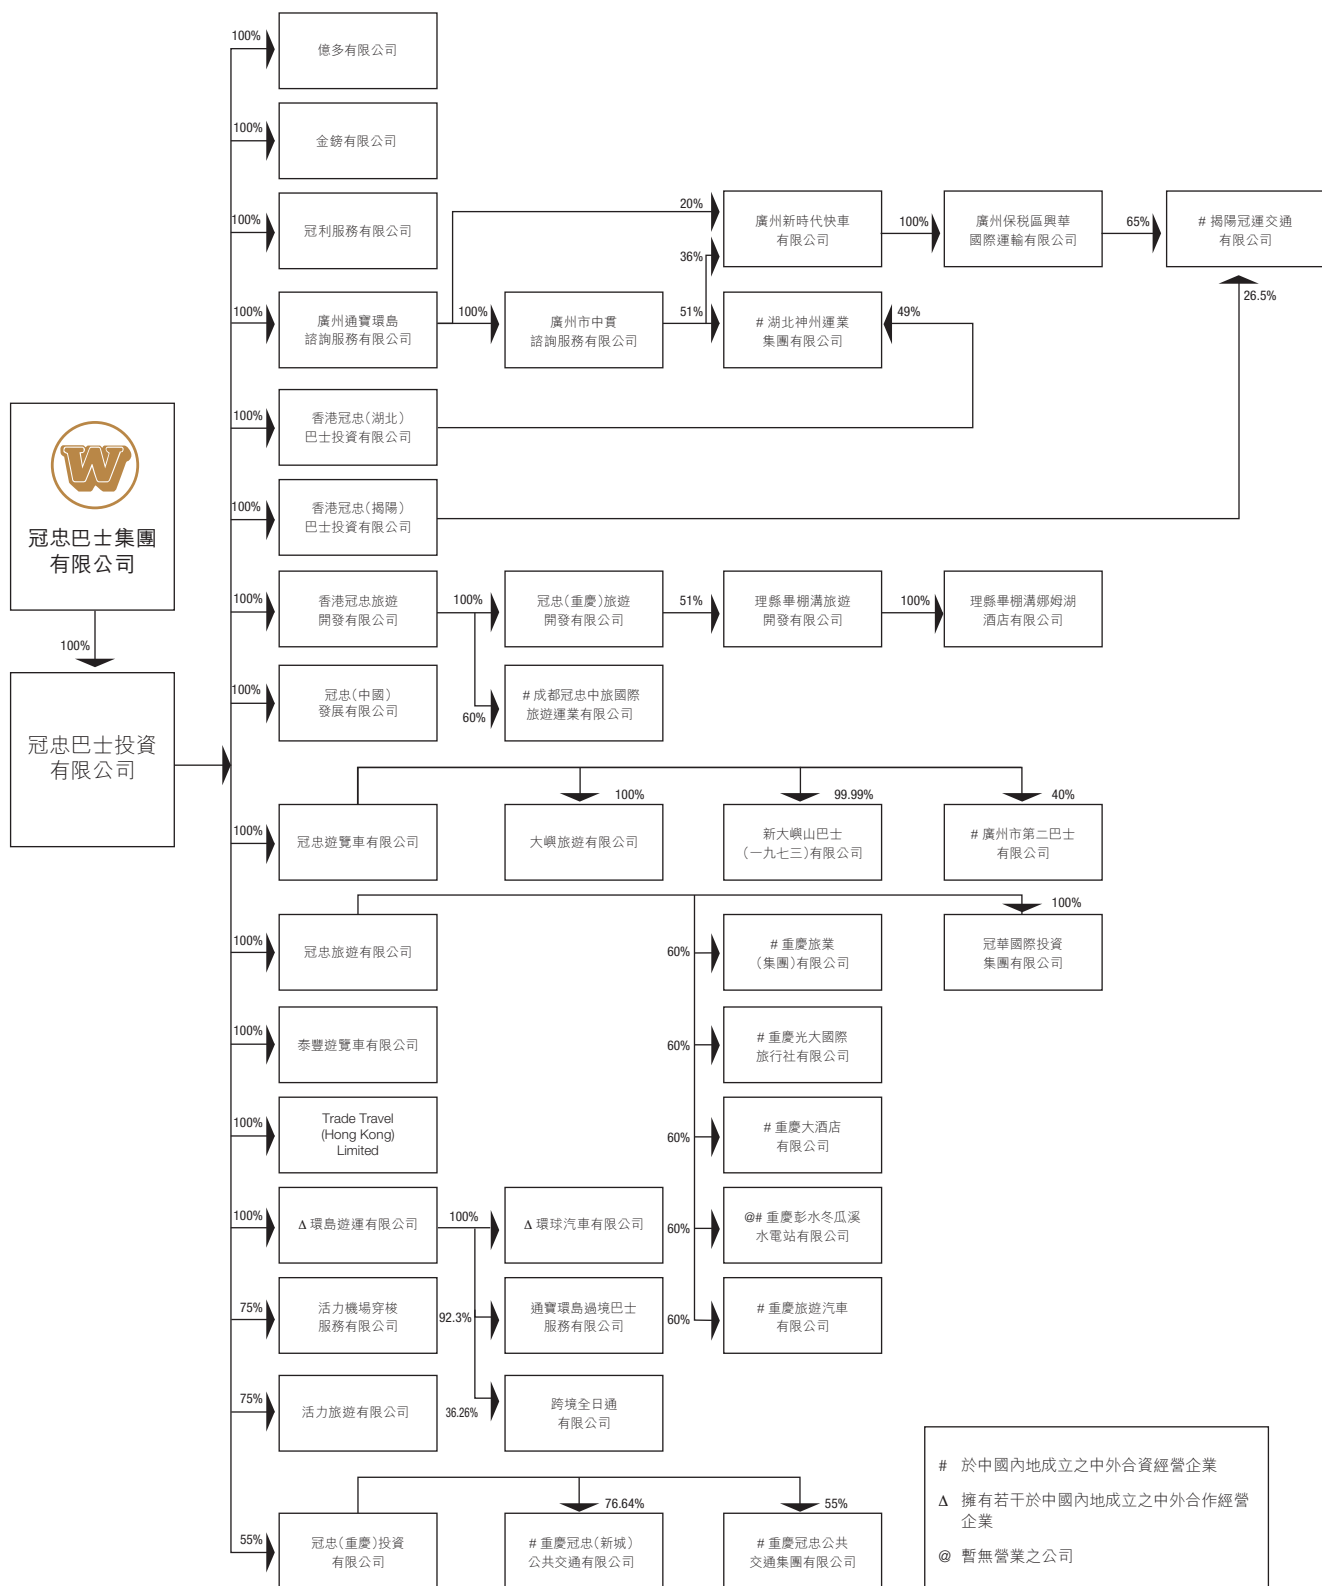 100%
億多有限公司
100%
金鎊有限公司
100%
冠利服務有限公司
20%
廣州新時代快車
有限公司
100%
廣州保稅區興華
國際運輸有限公司
65%
# 揭陽冠運交通
有限公司
36%
26.5%
100%
廣州通寶環島
諮詢服務有限公司
100%
廣州市中貫
諮詢服務有限公司
51%
# 湖北神州運業
集團有限公司
49%
100%
香港冠忠(湖北)
巴士投資有限公司
W
冠忠巴士集團
有限公司
100%
香港冠忠(揭陽)
巴士投資有限公司
100%
香港冠忠旅遊
開發有限公司
100%
冠忠(重慶)旅遊
開發有限公司
51%
理縣畢棚溝旅遊
開發有限公司
100%
理縣畢棚溝娜姆湖
酒店有限公司
100%
100%
冠忠(中國)
發展有限公司
60%
# 成都冠忠中旅國際
旅遊運業有限公司
冠忠巴士投資
有限公司
100%
冠忠遊覽車有限公司
100%
大嶼旅遊有限公司
99.99%
新大嶼山巴士
(一九七三)有限公司
40%
# 廣州市第二巴士
有限公司
100%
冠忠旅遊有限公司
60%
# 重慶旅業
(集團)有限公司
100%
冠華國際投資
集團有限公司
100%
泰豐遊覽車有限公司
60%
# 重慶光大國際
旅行社有限公司
100%
Trade Travel
(Hong Kong)
Limited
60%
# 重慶大酒店
有限公司
100%
Δ 環島遊運有限公司
100%
Δ 環球汽車有限公司
60%
@# 重慶彭水冬瓜溪
水電站有限公司
75%
活力機場穿梭
服務有限公司
92.3%
通寶環島過境巴士
服務有限公司
60%
# 重慶旅遊汽車
有限公司
75%
活力旅遊有限公司
36.26%
跨境全日通
有限公司
55%
冠忠(重慶)投資
有限公司
76.64%
# 重慶冠忠(新城)
公共交通有限公司
55%
# 重慶冠忠公共
交通集團有限公司
# 於中國內地成立之中外合資經營企業
Δ 擁有若干於中國內地成立之中外合作經營
企業
@ 暫無營業之公司